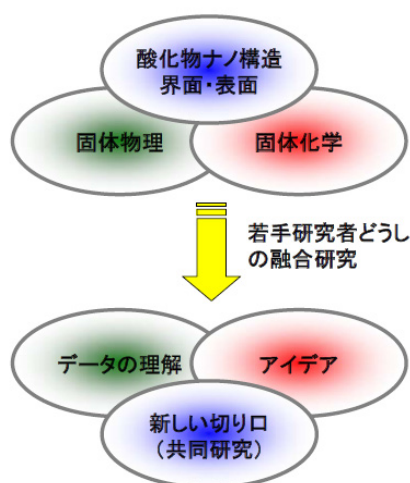 酸化物ナノ構造
界面・表面
固体物理
固体化学
若手研究者どうし
の融合研究
データの理解
アイデア
新しい切り口
（共同研究）